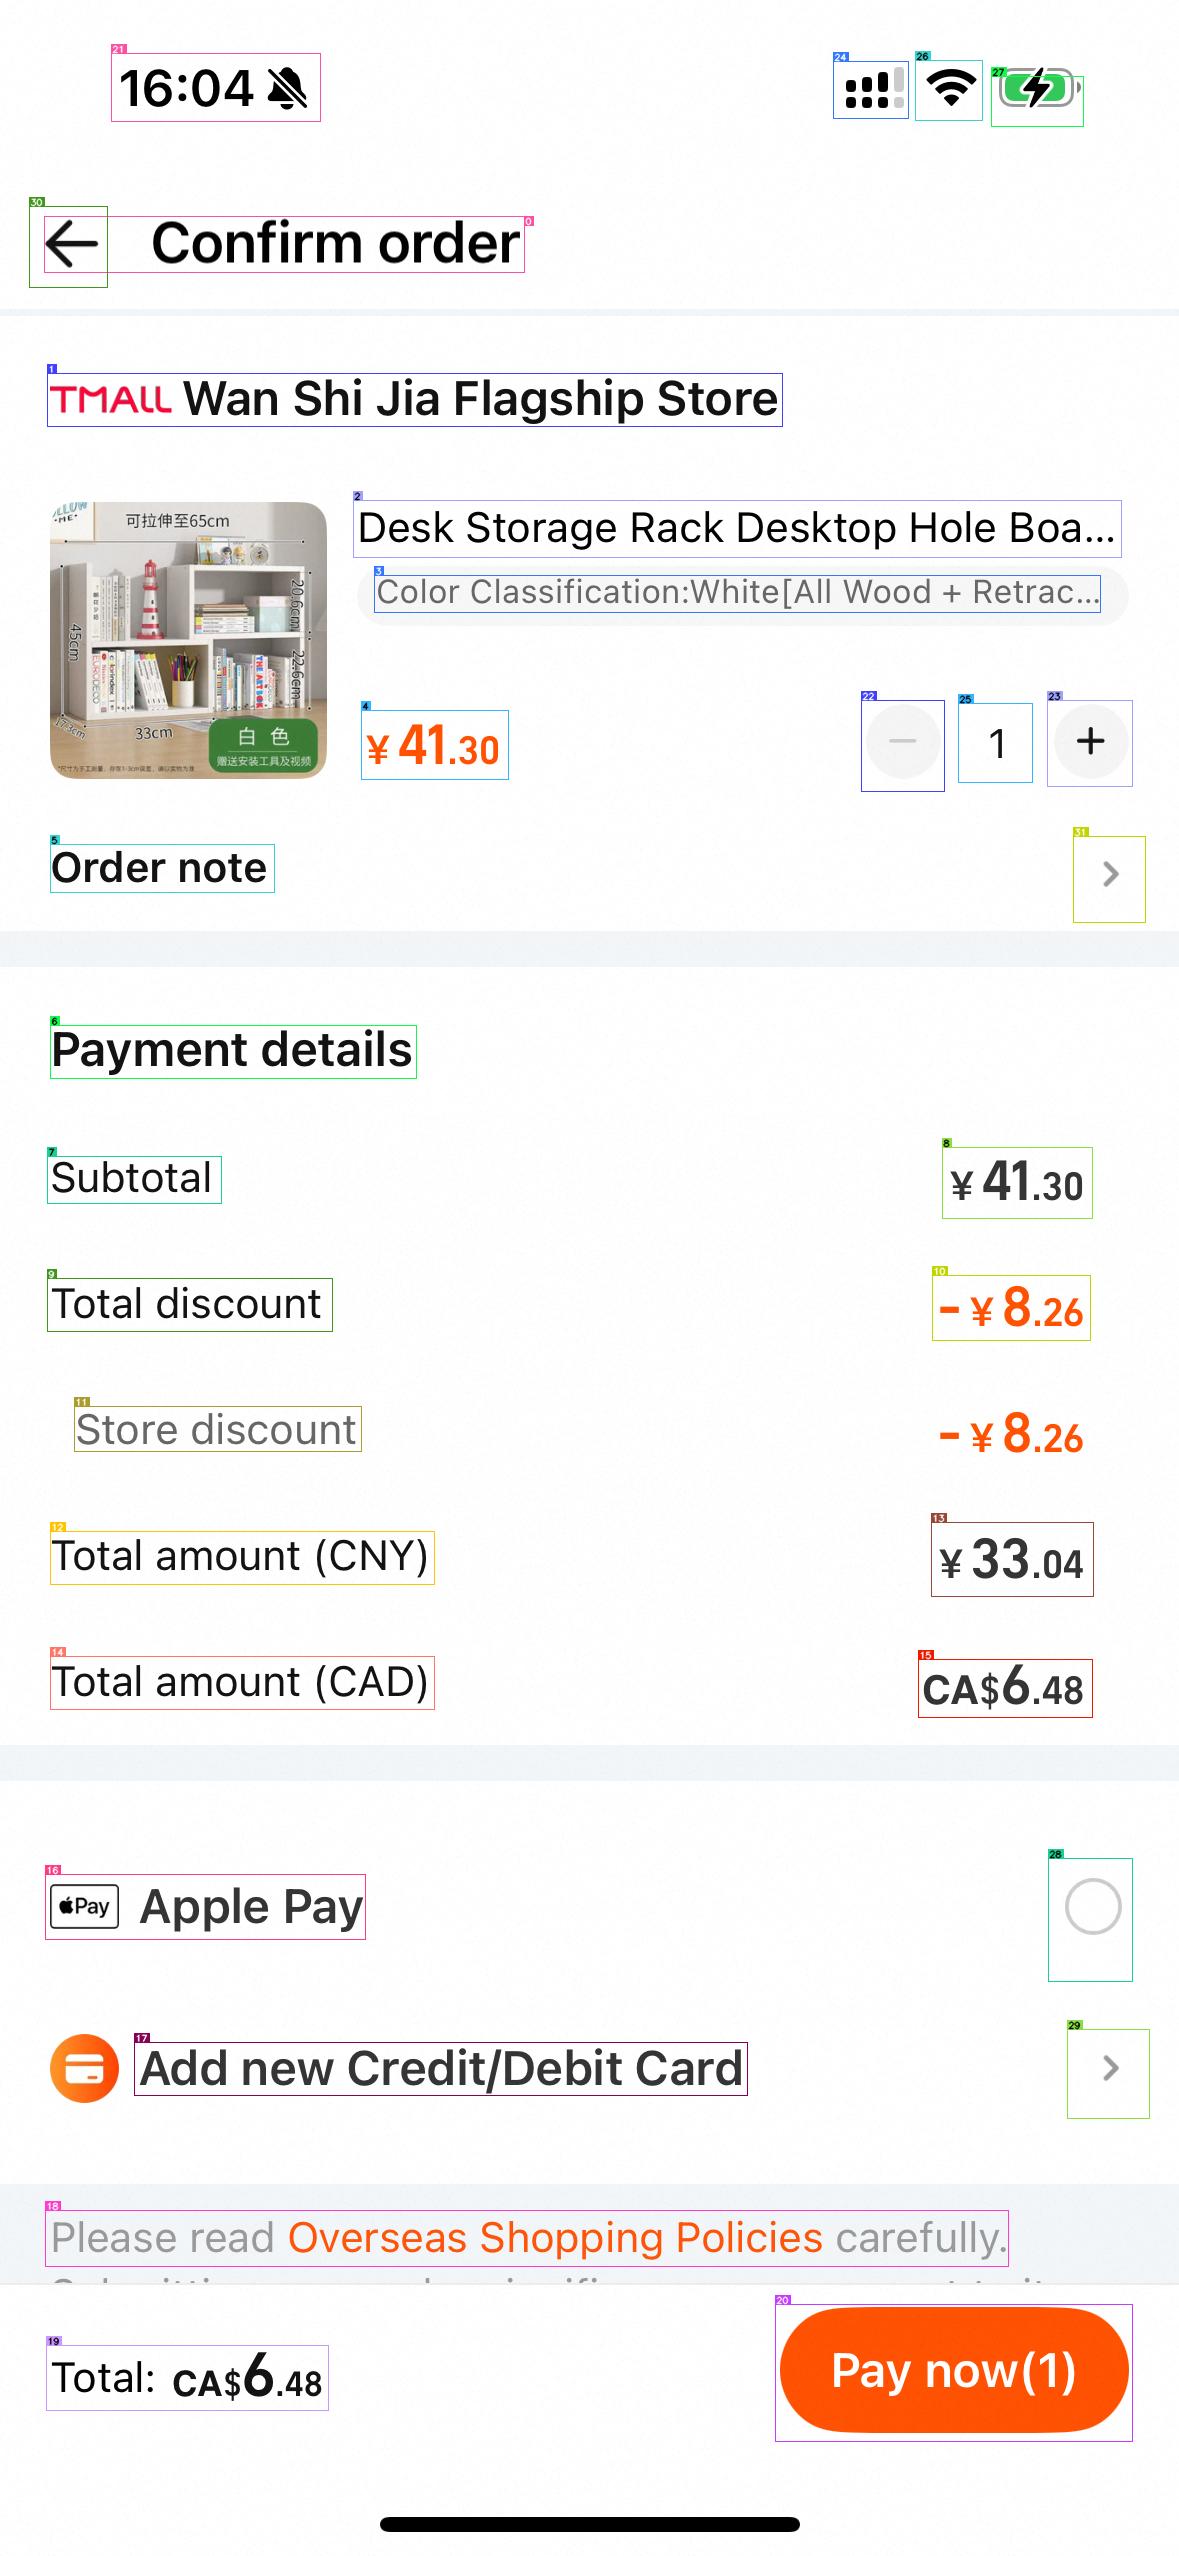 16:04
Confirm order
TMALL Wan Shi Jia Flagship Store
可拉伸至65cm
45cm
20.6cm
22.6cm
17.3cm
33cm
白色
赠送安装工具及视频
Desk Storage Rack Desktop Hole Boa...
Color Classification:White[All Wood + Retrac...
¥ 41.30
1
Order note
Payment details
Subtotal
¥ 41.30
Total discount
- ¥ 8.26
Store discount
- ¥ 8.26
Total amount (CNY)
¥ 33.04
Total amount (CAD)
CA$6.48
Pay Apple Pay
Add new Credit/Debit Card
Please read Overseas Shopping Policies carefully.
Total: CA$6.48
Pay now(1)